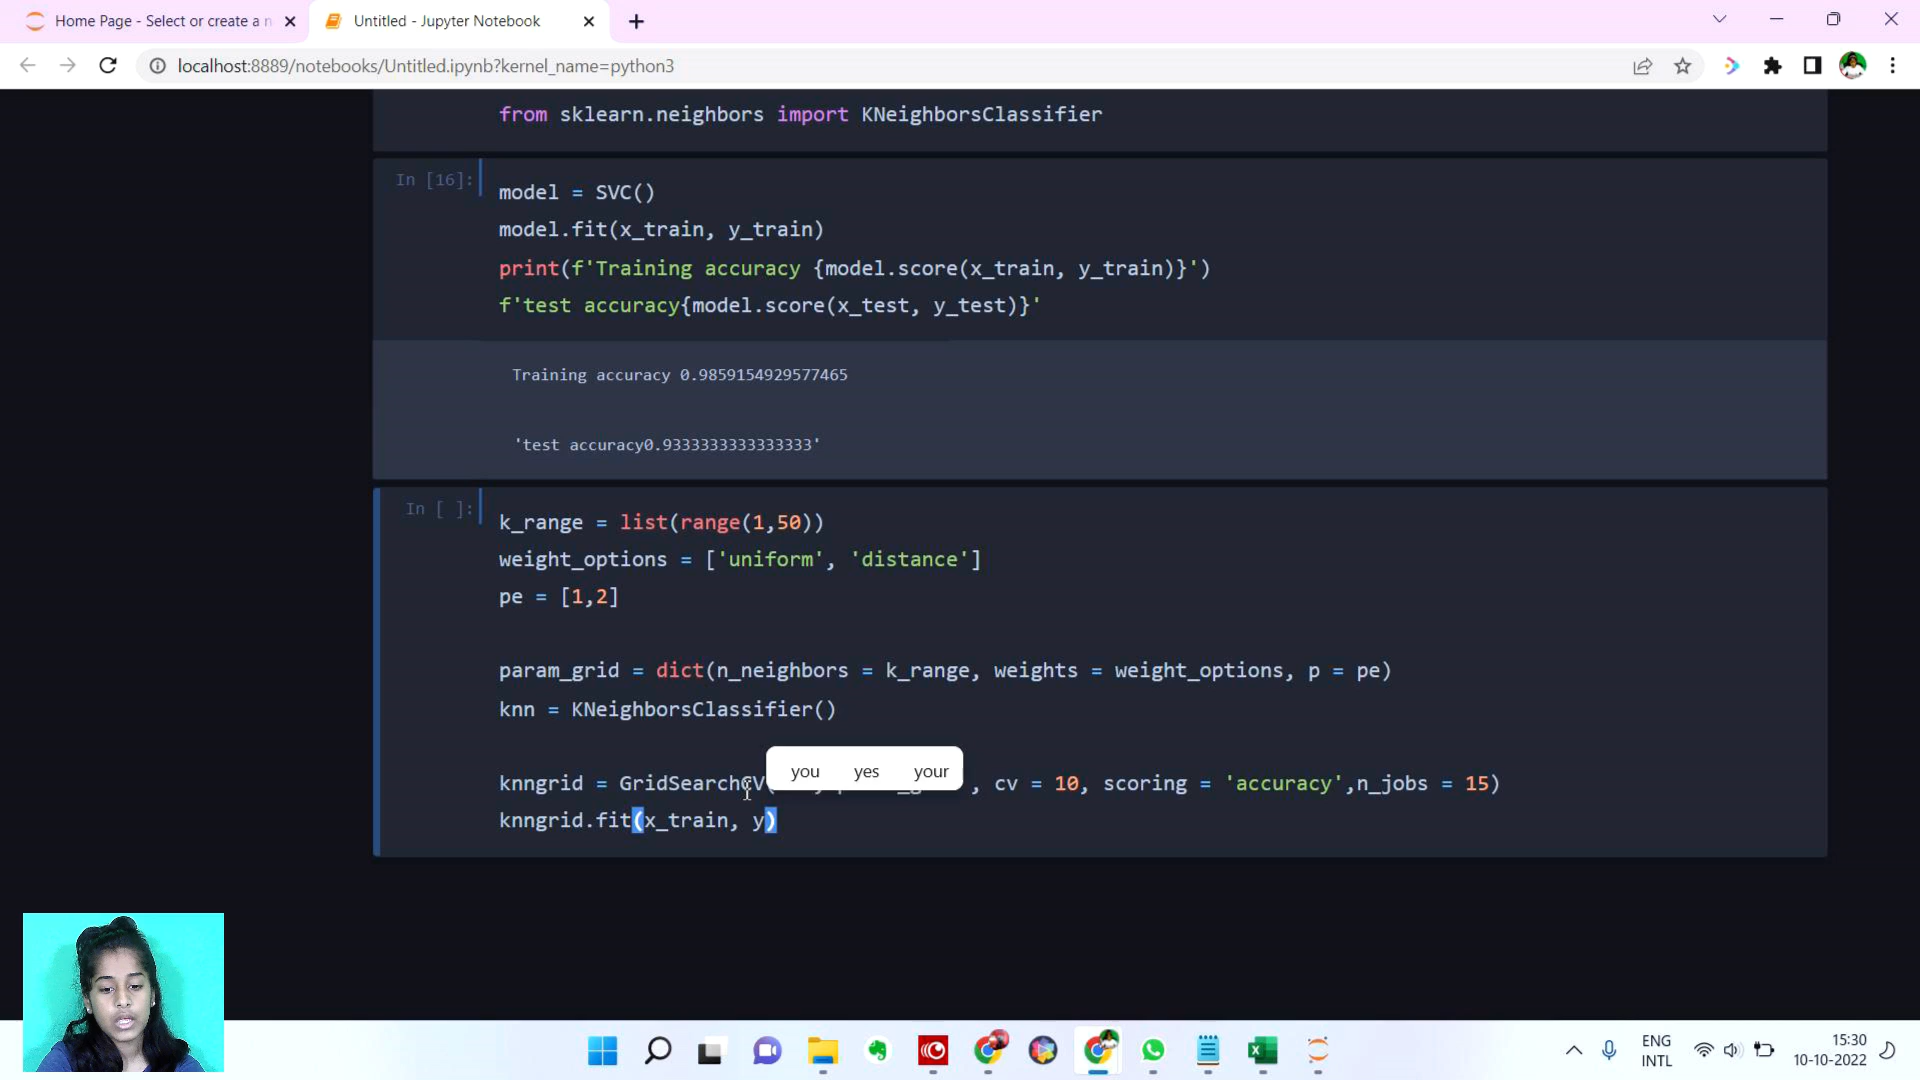 Home Page - Select or create a n
Untitled - Jupyter Notebook
localhost:8889/notebooks/Untitled.ipynb?kernel_name=python3
from sklearn.neighbors import KNeighborsClassifier
In [16]:
model = SVC()
model.fit(x_train, y_train)
print(f'Training accuracy {model.score(x_train, y_train)}')
f'test accuracy{model.score(x_test, y_test)}'
Training accuracy 0.9859154929577465
'test accuracy0.9333333333333333'
In [ ]:
k_range = list(range(1,50))
weight_options = ['uniform', 'distance']
pe = [1,2]
param_grid = dict(n_neighbors = k_range, weights = weight_options, p = pe)
knn = KNeighborsClassifier()
you yes your
knngrid = GridSearchCV( , cv = 10, scoring = 'accuracy',n_jobs = 15)
knngrid.fit(x_train, y)
ENG
INTL
15:30
10-10-2022